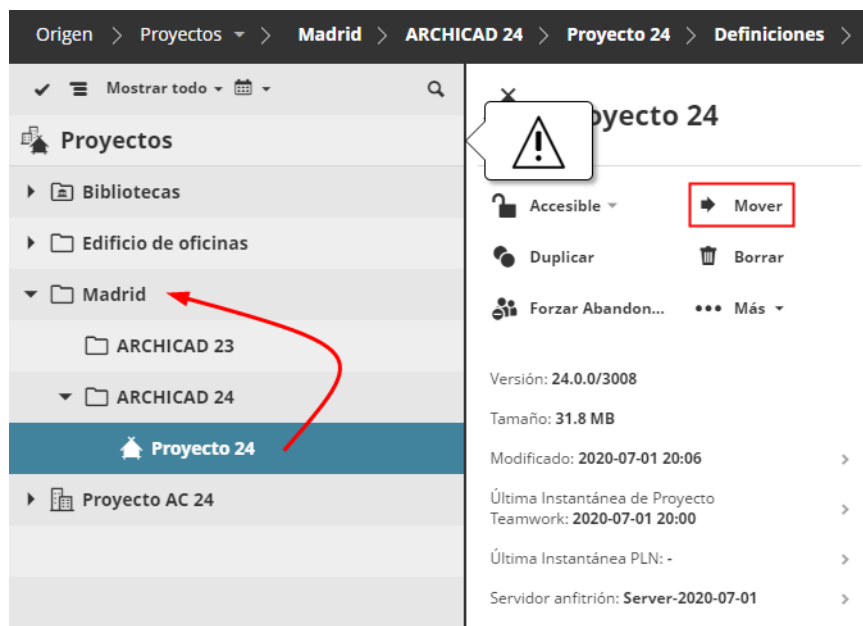 Origen > Proyectos > Madrid > ARCHICAD 24 > Proyecto 24 > Definiciones >
Mostrar todo
Proyectos
Bibliotecas
Edificio de oficinas
Madrid
ARCHICAD 23
ARCHICAD 24
Proyecto 24
Proyecto AC 24
oyecto 24
Accesible
Mover
Duplicar
Borrar
Forzar Abandon...
Más
Versión: 24.0.0/3008
Tamaño: 31.8 MB
Modificado: 2020-07-01 20:06
Última Instantánea de Proyecto
Teamwork: 2020-07-01 20:00
Última Instantánea PLN: -
Servidor anfitrión: Server-2020-07-01